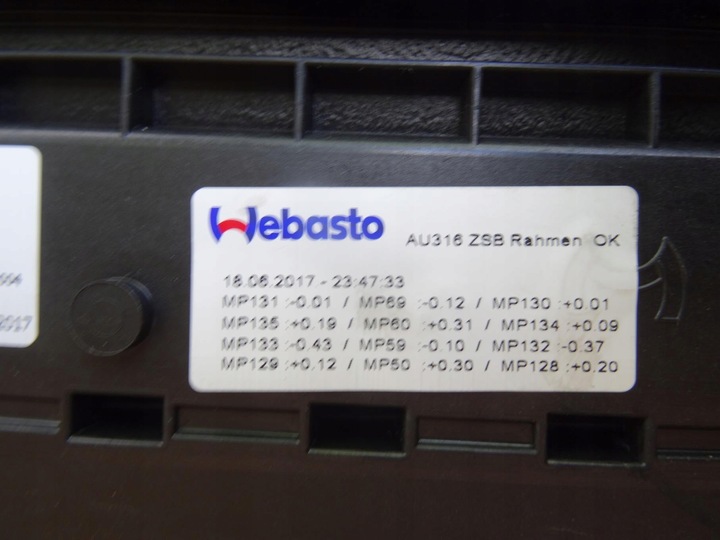 Webasto AU316 ZSB Rahmen OK
18.06.2017 - 23:47:33
MP131 :-0.01 / MP69 :-0.12 / MP130 :+0.01
MP135 :+0.19 / MP60 :+0.31 / MP134 :+0.09
MP133 :-0.43 / MP59 :-0.10 / MP132 :-0.37
MP129 :+0.12 / MP50 :+0.30 / MP128 :+0.20